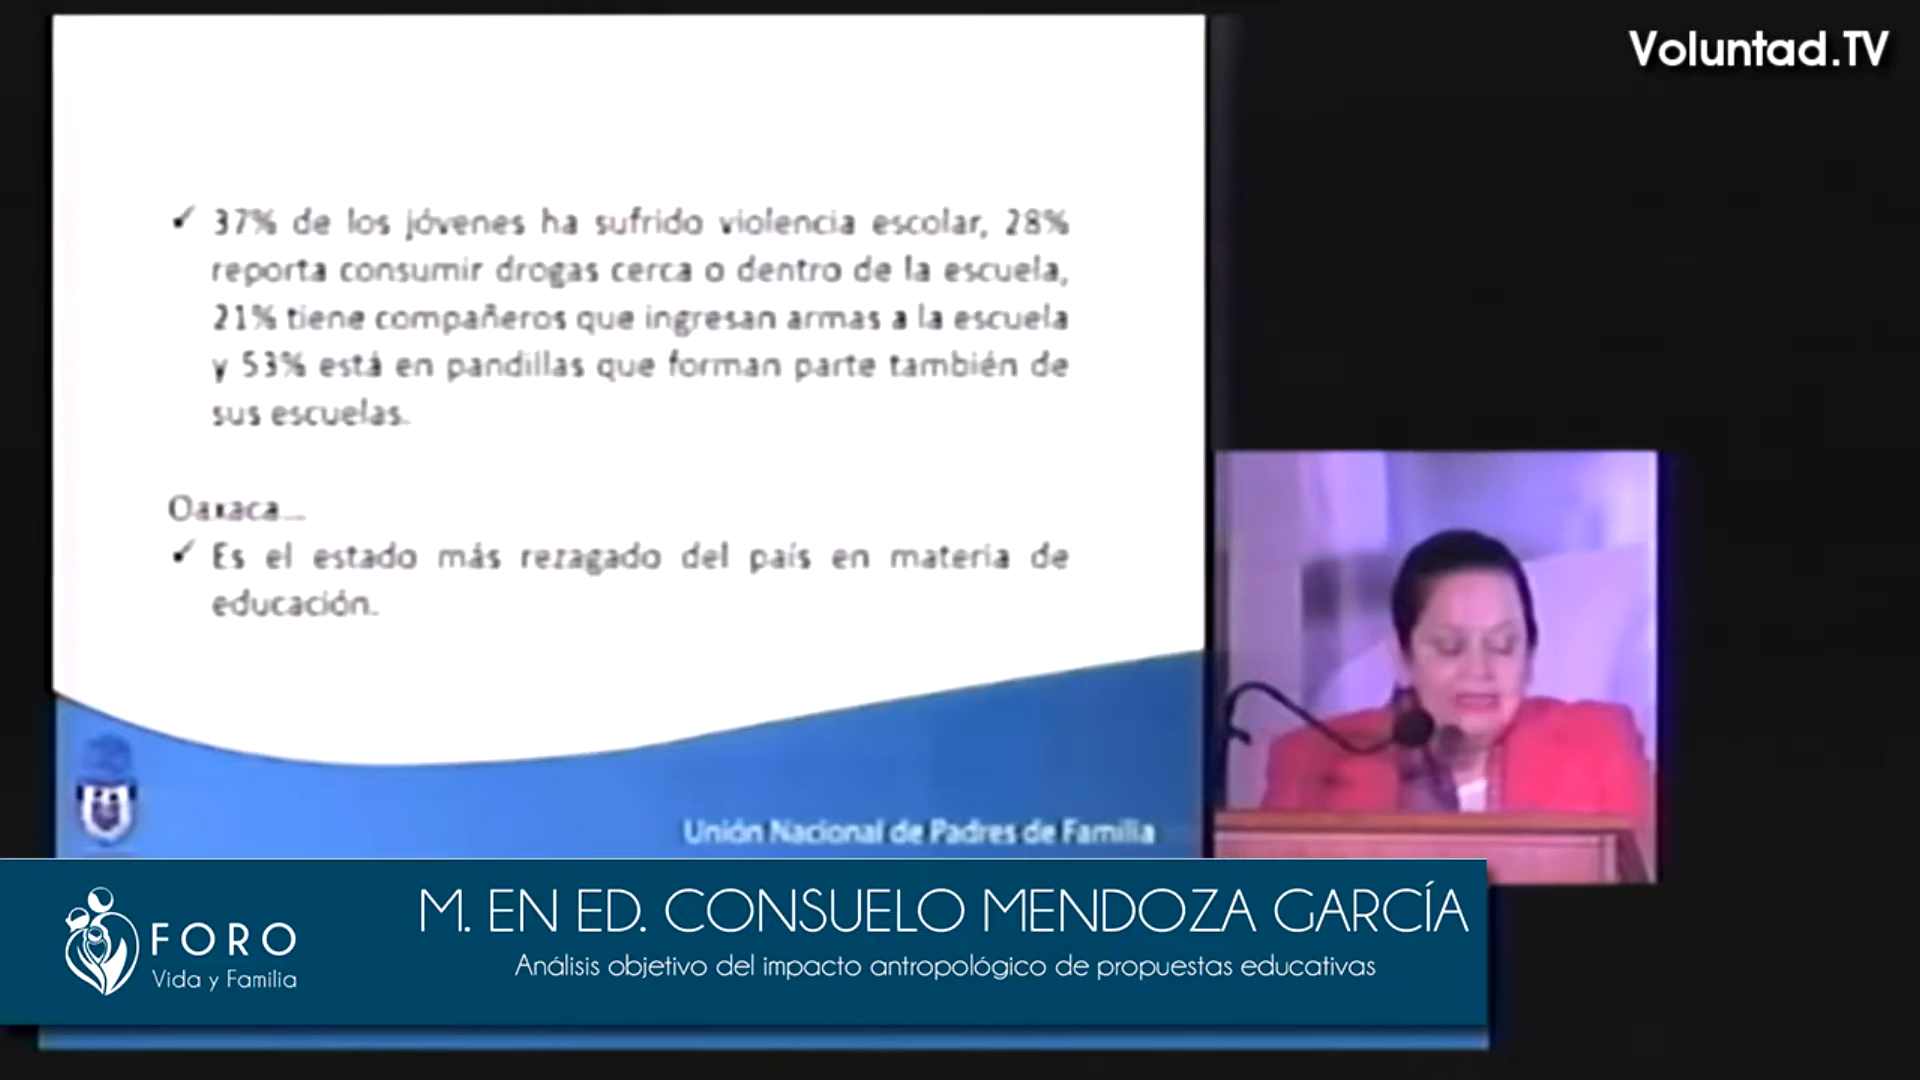 Voluntad.TV
✓ 37% de los jóvenes ha sufrido violencia escolar, 28%
reporta consumir drogas cerca o dentro de la escuela,
21% tiene compañeros que ingresan armas a la escuela
y 53% está en pandillas que forman parte también de
sus escuelas.
Oaxaca...
✓ Es el estado más rezagado del país en materia de
educación.
Unión Nacional de Padres de Familia
FORO
Vida y Familia
M. EN ED. CONSUELO MENDOZA GARCÍA
Análisis objetivo del impacto antropológico de propuestas educativas